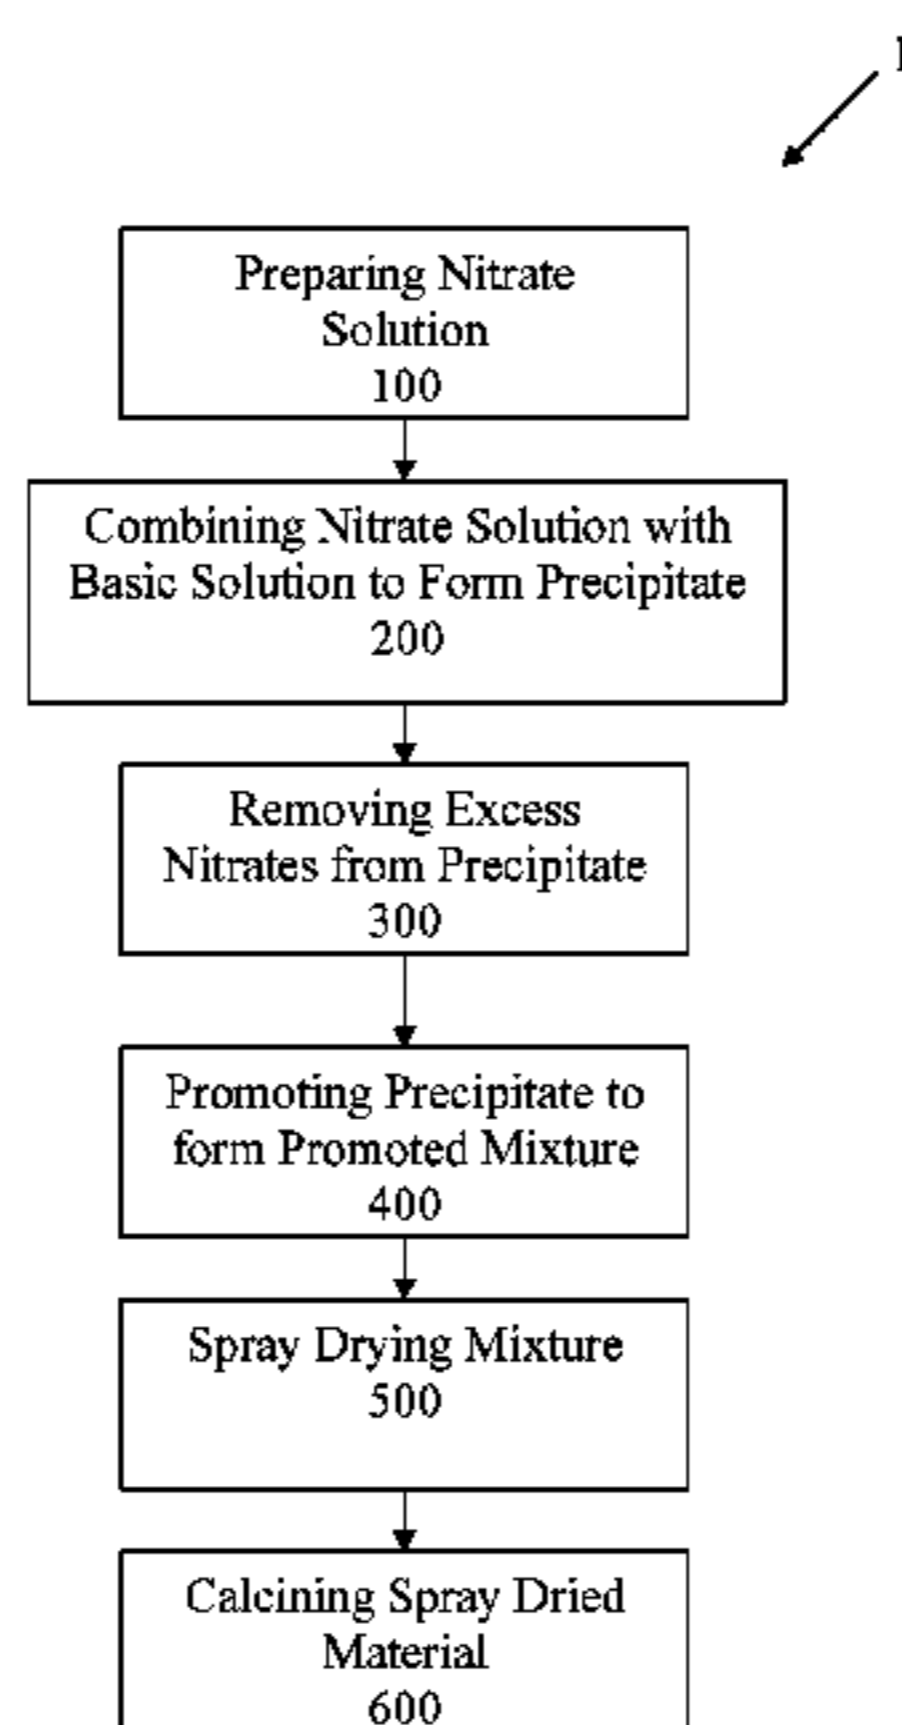 Preparing Nitrate
Solution
100
Combining Nitrate Solution with
Basic Solution to Form Precipitate
200
Removing Excess
Nitrates from Precipitate
300
Promoting Precipitate to
form Promoted Mixture
400
Spray Drying Mixture
500
Calcining Spray Dried
Material
600